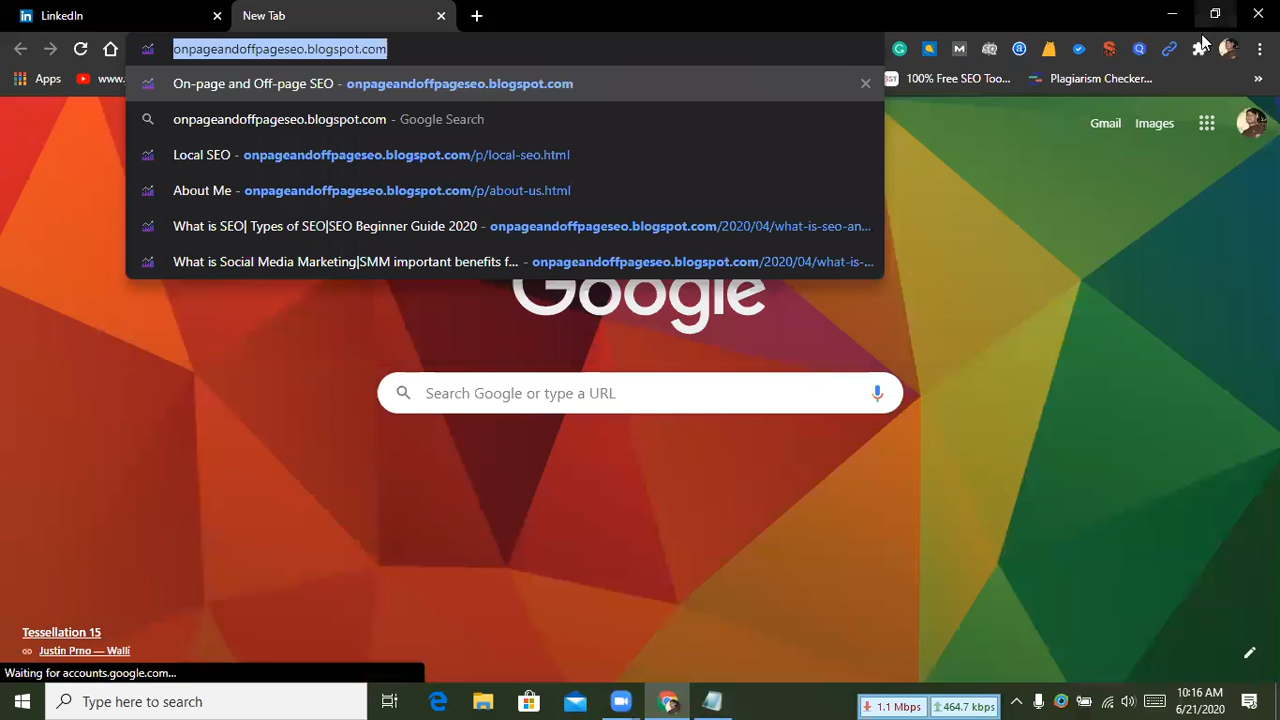 LinkedIn
New Tab
onpageandoffpageseo.blogspot.com
On-page and Off-page SEO - onpageandoffpageseo.blogspot.com
onpageandoffpageseo.blogspot.com - Google Search
Local SEO - onpageandoffpageseo.blogspot.com/p/local-seo.html
About Me - onpageandoffpageseo.blogspot.com/p/about-us.html
What is SEO| Types of SEO|SEO Beginner Guide 2020 - onpageandoffpageseo.blogspot.com/2020/04/what-is-seo-an...
What is Social Media Marketing|SMM important benefits f... - onpageandoffpageseo.blogspot.com/2020/04/what-is-...
Apps
www.
100% Free SEO Too...
Plagiarism Checker...
»
Gmail
Images
Google
Search Google or type a URL
Tessellation 15
Justin Prno — Walli
Waiting for accounts.google.com...
Type here to search
1.1 Mbps
464.7 kbps
10:16 AM
6/21/2020